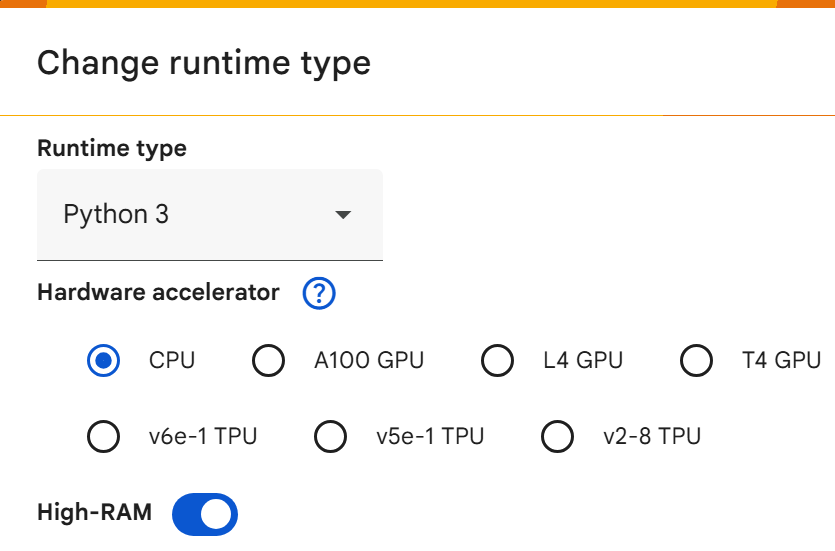 Change runtime type
Runtime type
Python 3
Hardware accelerator ?
CPU A100 GPU L4 GPU T4 GPU
v6e-1 TPU v5e-1 TPU v2-8 TPU
High-RAM